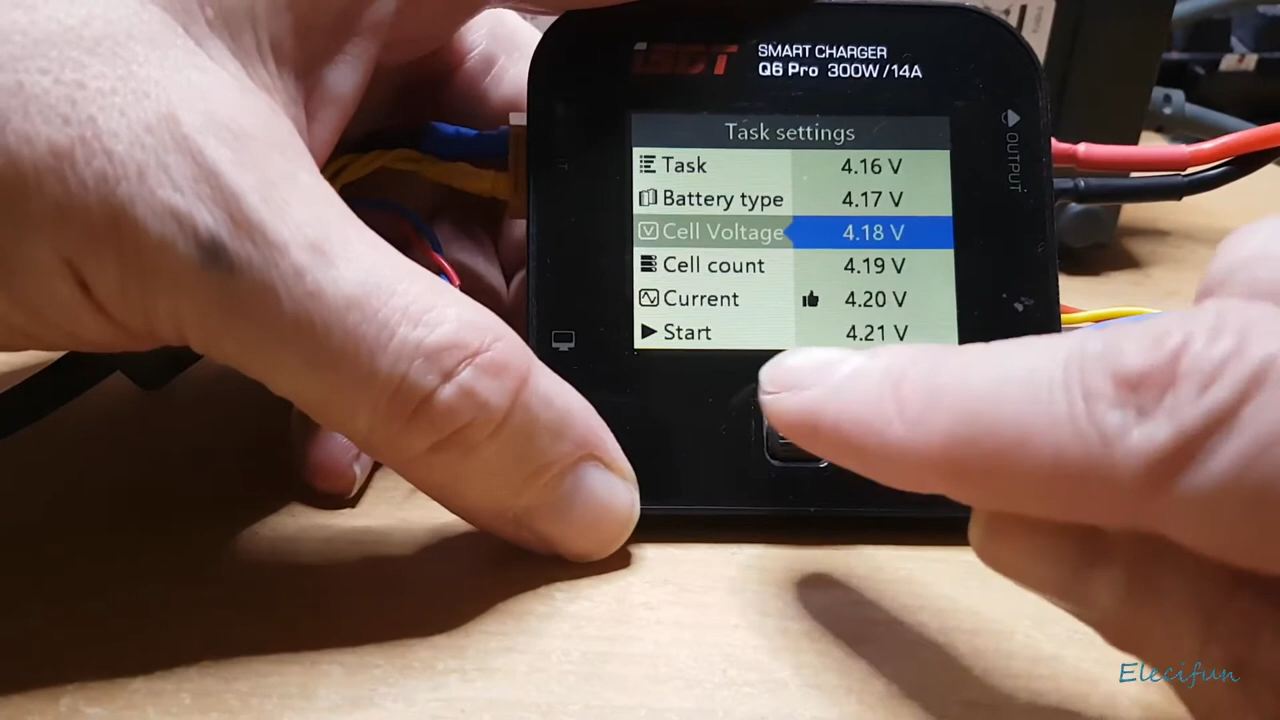 SMART CHARGER
Q6 Pro 300W/14A
Task settings
Task 4.16 V
Battery type 4.17 V
Cell Voltage 4.18 V
Cell count 4.19 V
Current 4.20 V
Start 4.21 V
OUTPUT
Elecifun